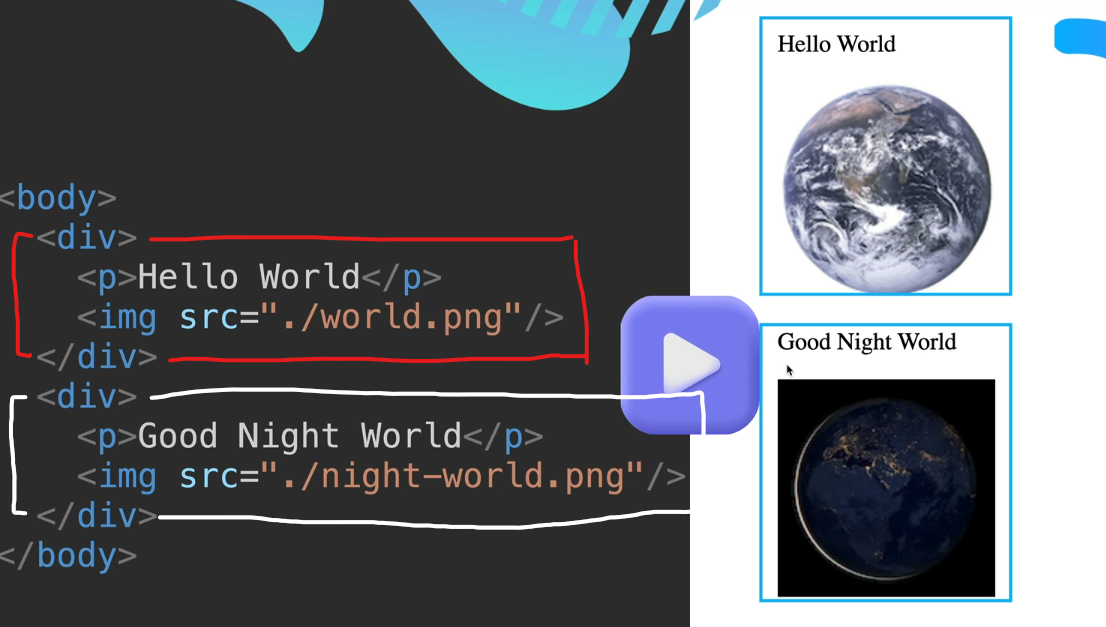 <body>
<div>
<p>Hello World</p>
<img src="./world.png"/>
</div>
<div>
<p>Good Night World</p>
<img src="./night-world.png"/>
</div>
</body>
Hello World
Good Night World